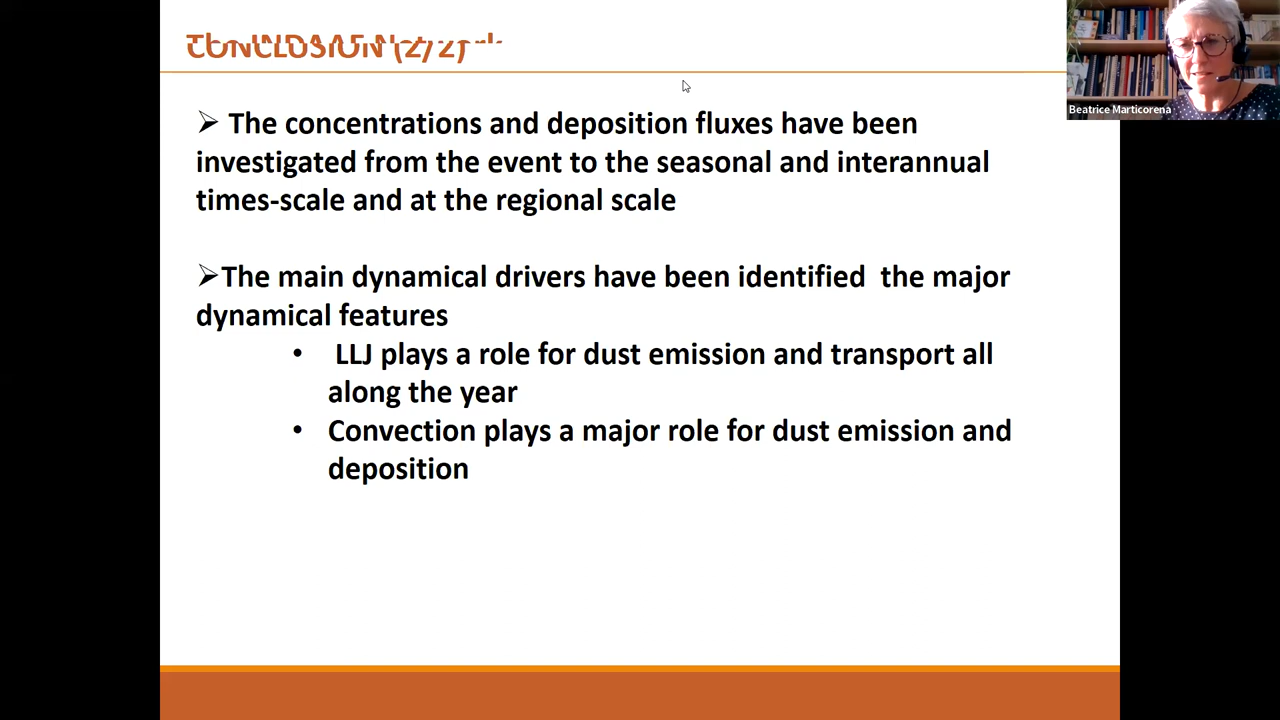 Beatrice Marticorena
➢ The concentrations and deposition fluxes have been
investigated from the event to the seasonal and interannual
times-scale and at the regional scale
➢The main dynamical drivers have been identified  the major
dynamical features
• LLJ plays a role for dust emission and transport all
along the year
• Convection plays a major role for dust emission and
deposition